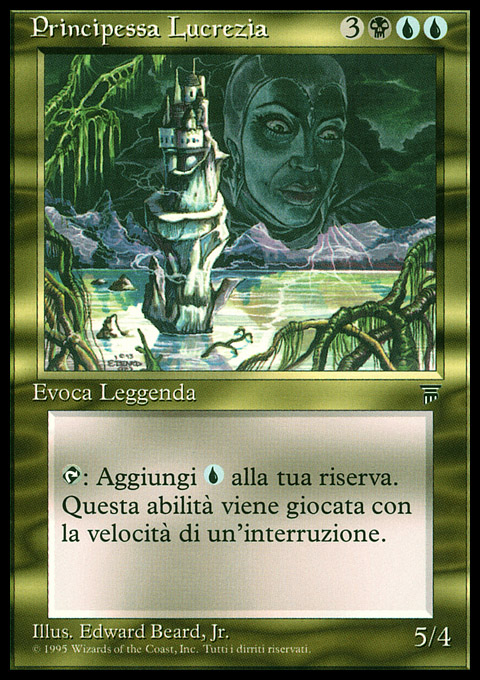 Principessa Lucrezia 3
Evoca Leggenda
: Aggiungi alla tua riserva.
Questa abilità viene giocata con
la velocità di un'interruzione.
Illus. Edward Beard, Jr.
5/4
© 1995 Wizards of the Coast, Inc. Tutti i diritti riservati.